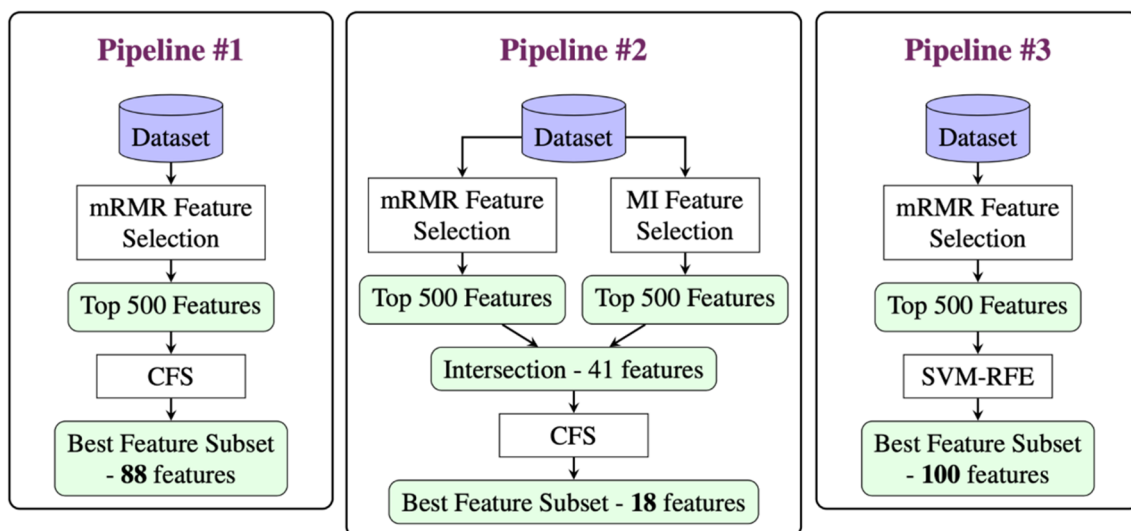 Pipeline #1
Dataset
mRMR Feature
Selection
Top 500 Features
CFS
Best Feature Subset
- 88 features
Pipeline #2
Dataset
mRMR Feature
Selection
MI Feature
Selection
Top 500 Features
Top 500 Features
Intersection - 41 features
CFS
Best Feature Subset - 18 features
Pipeline #3
Dataset
mRMR Feature
Selection
Top 500 Features
SVM-RFE
Best Feature Subset
- 100 features